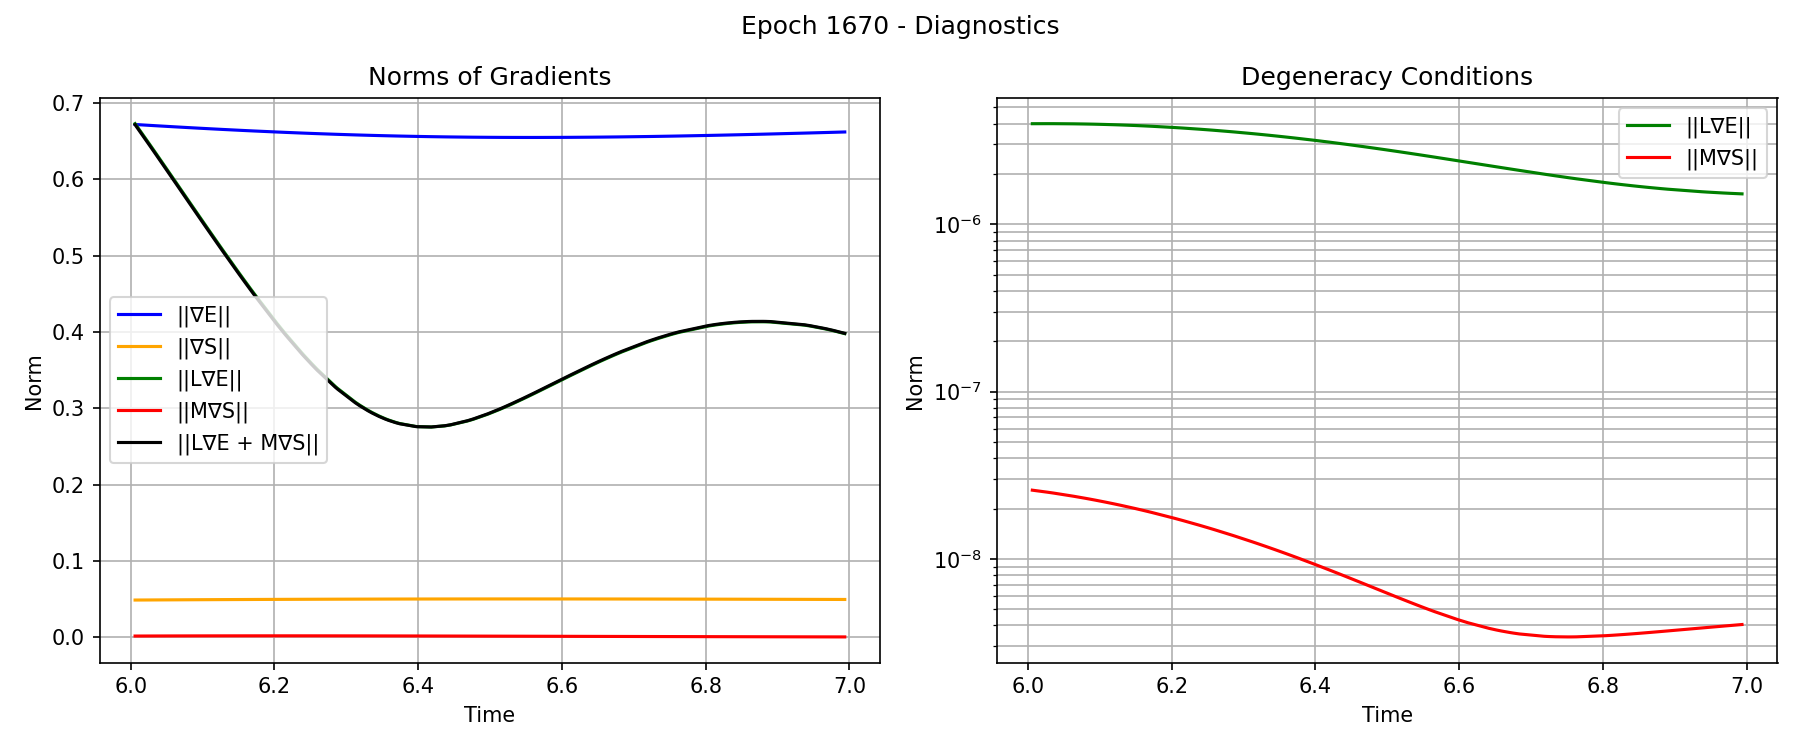 Epoch 1670 - Diagnostics
Norms of Gradients
Norm
0.7
0.6
0.5
0.4
0.3
0.2
0.1
0.0
||∇E||
||∇S||
||L∇E||
||M∇S||
||L∇E + M∇S||
6.0 6.2 6.4 6.6 6.8 7.0
Time
Degeneracy Conditions
Norm
10⁻⁶
10⁻⁷
10⁻⁸
||L∇E||
||M∇S||
6.0 6.2 6.4 6.6 6.8 7.0
Time